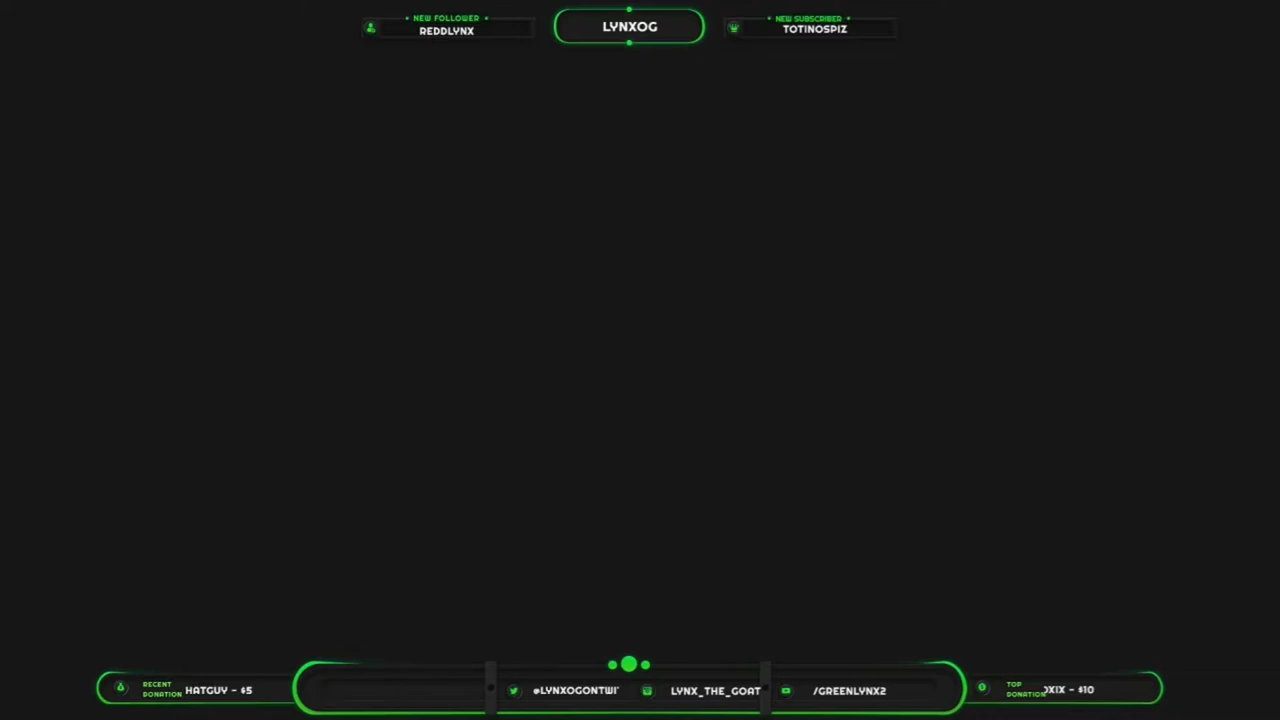 NEW FOLLOWER
REDDLYNX
LYNXOG
NEW SUBSCRIBER
TOTINOSPIZ
RECENT
DONATION
HATGUY - $5
@LYNXOGONTWI
LYNX_THE_GOAT
/GREENLYNX2
TOP
DONATION
XIX - $10